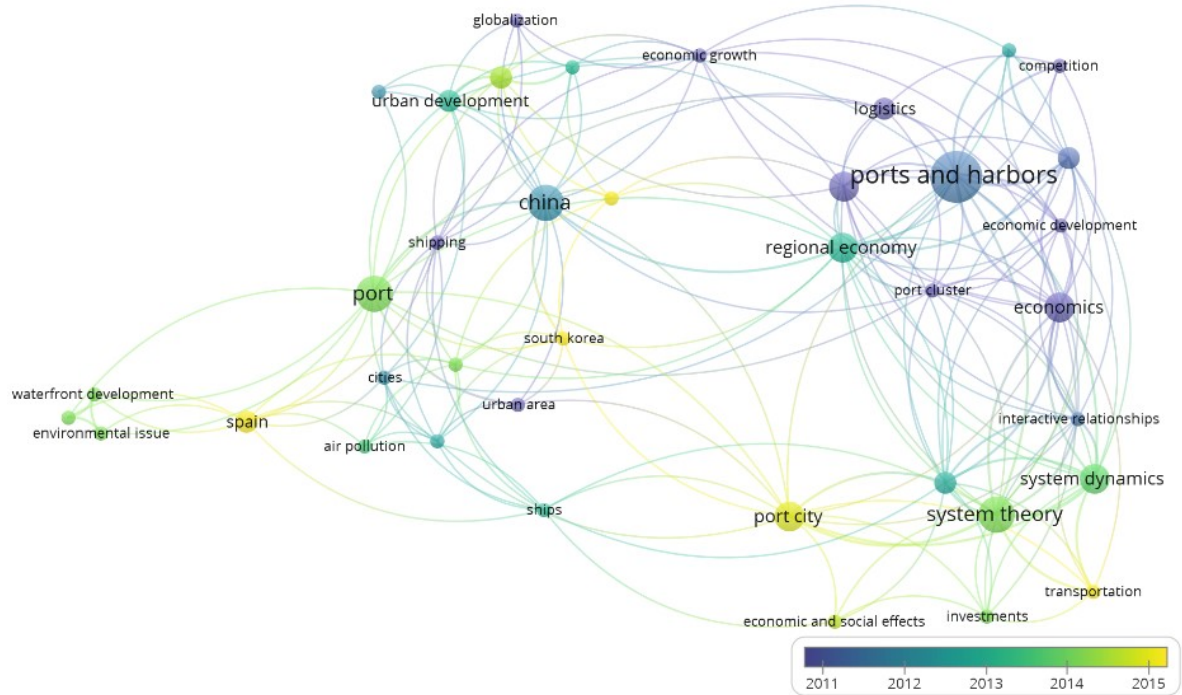 globalization
economic growth
competition
urban development
logistics
ports and harbors
china
economic development
shipping
regional economy
port cluster
port
economics
south korea
cities
waterfront development
urban area
spain
interactive relationships
environmental issue
air pollution
system dynamics
ships
port city
system theory
transportation
economic and social effects
investments
2011 2012 2013 2014 2015